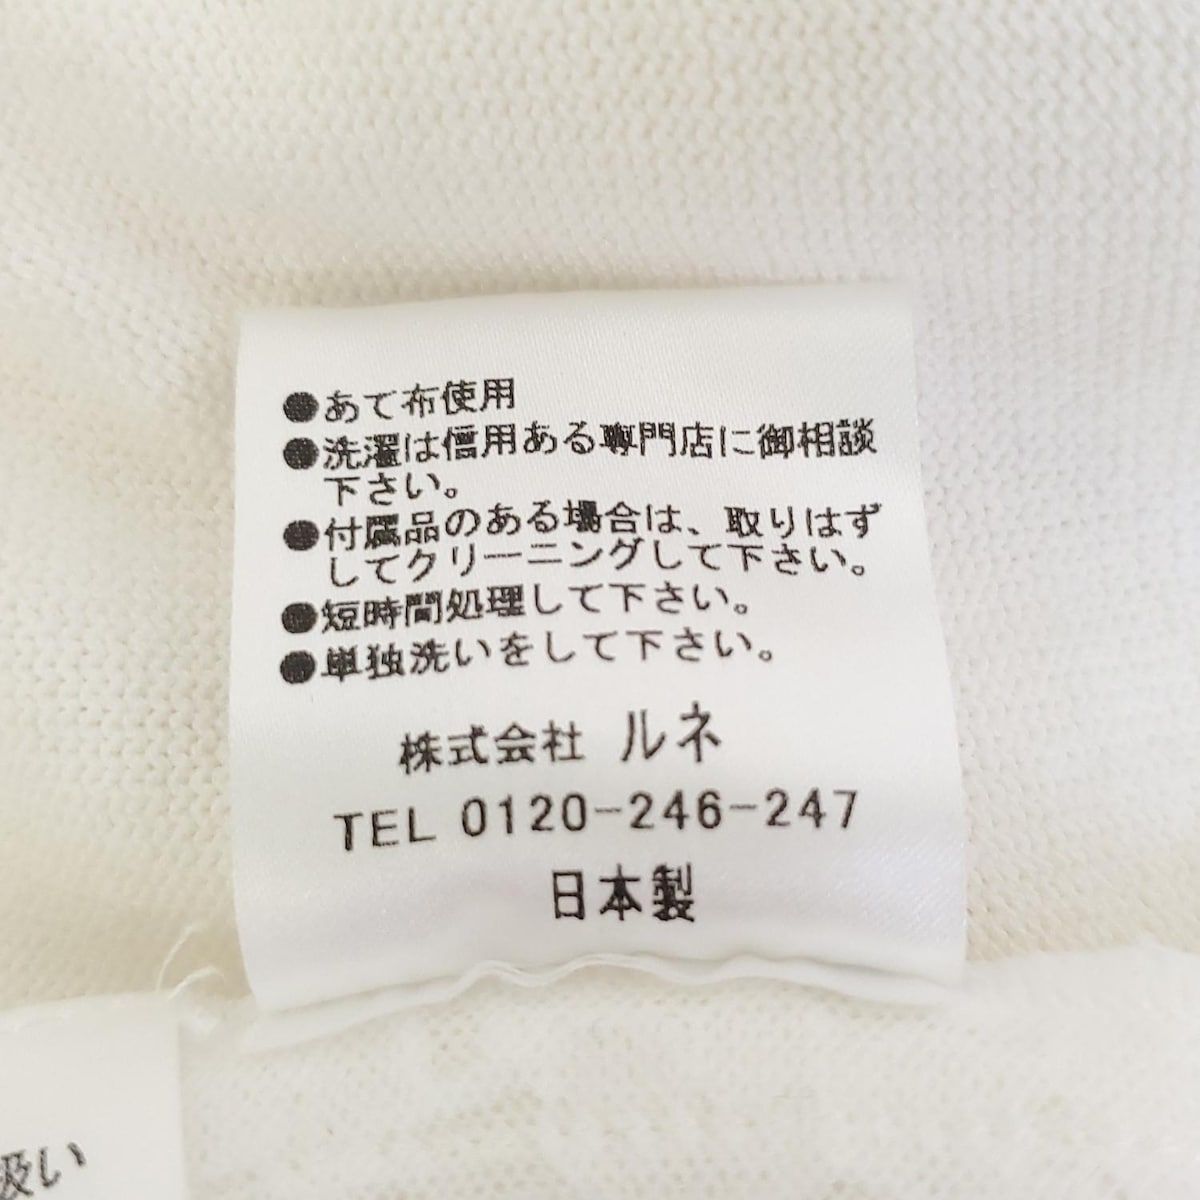 ●あて布使用
●洗濯は信用ある専門店に御相談
下さい。
●付属品のある場合は、取りはず
してクリーニングして下さい。
●短時間処理して下さい。
●単独洗いをして下さい。
株式会社 ルネ
TEL 0120-246-247
日本製
扱い